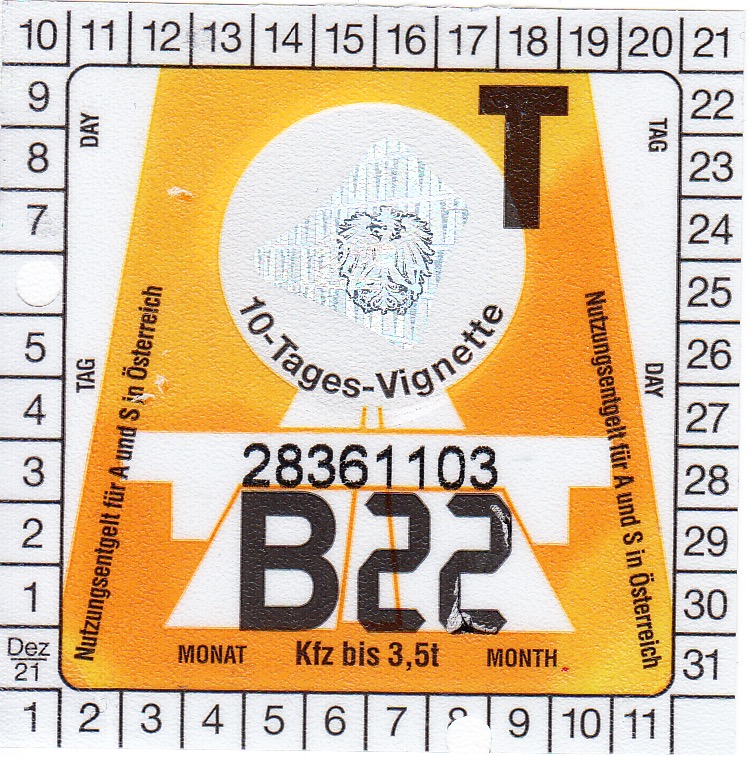 10 11 12 13 14 15 16 17 18 19 20 21
9
8
7
5
4
3
2
1
Dez
21
22
23
24
25
26
27
28
29
30
31
DAY
TAG
T
10-Tages-Vignette
Nutzungsentgelt für A und S in Österreich
Nutzungsentgelt für A und S in Österreich
TAG
DAY
28361103
B22
MONAT Kfz bis 3,5t MONTH
1 2 3 4 5 6 7 8 9 10 11